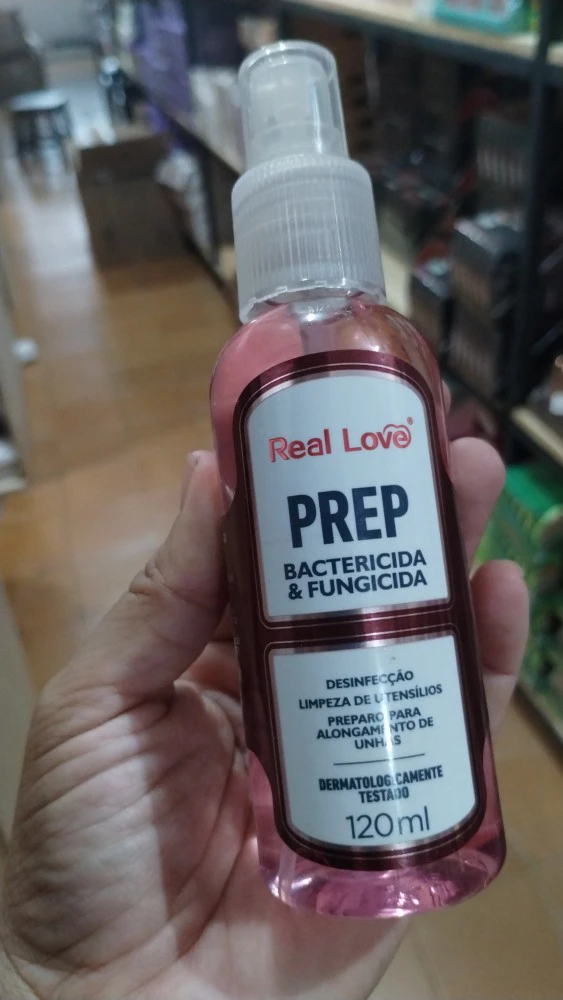 Real Love®
PREP
BACTERICIDA
& FUNGICIDA
DESINFECÇÃO
LIMPEZA DE UTENSÍLIOS
PREPARO PARA
ALONGAMENTO DE
UNHAS
DERMATOLOGICAMENTE
TESTADO
120ml